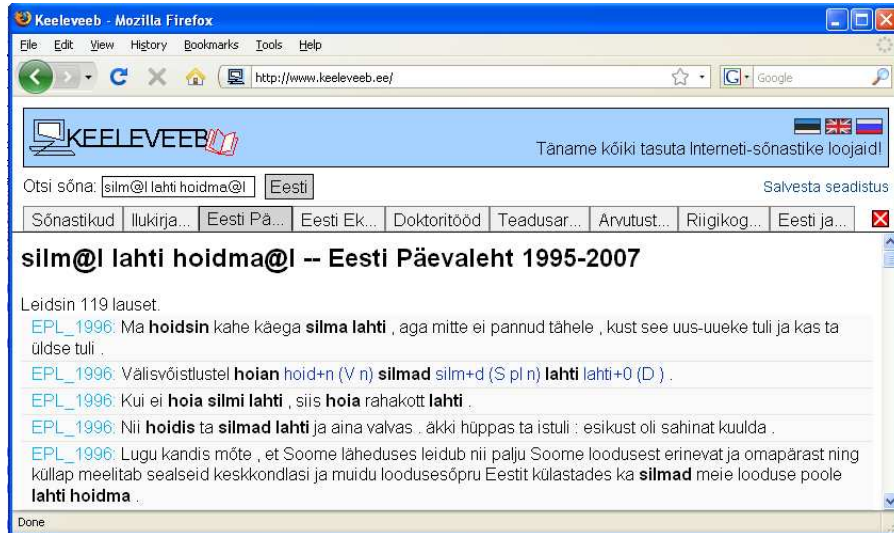 Keeleveeb - Mozilla Firefox
File Edit View History Bookmarks Tools Help
http://www.keeleveeb.ee/ G Google
KEELEVEEB
Täname kõiki tasuta Interneti-sõnastike loojaid!
Otsi sõna: silm@l lahti hoidma@l Eesti Salvesta seadistus
Sõnastikud Ilukirja... Eesti Pä... Eesti Ek... Doktoritööd Teadusar... Arvutust... Riigikog... Eesti ja...
silm@l lahti hoidma@l -- Eesti Päevaleht 1995-2007
Leidsin 119 lauset.
EPL_1996: Ma hoidsin kahe käega silma lahti , aga mitte ei pannud tähele , kust see uus-uueke tuli ja kas ta
üldse tuli .
EPL_1996: Välisvõistlustel hoian hoid+n (V n) silmad silm+d (S pl n) lahti lahti+0 (D ) .
EPL_1996: Kui ei hoia silmi lahti , siis hoia rahakott lahti .
EPL_1996: Nii hoidis ta silmad lahti ja aina valvas . äkki hüppas ta istuli : esikust oli sahinat kuulda .
EPL_1996: Lugu kandis mõte , et Soome läheduses leidub nii palju Soome loodusest erinevat ja omapärast ning
küllap meelitab sealseid keskkondlasi ja muidu loodusesõpru Eestit külastades ka silmad meie looduse poole
lahti hoidma .
Done